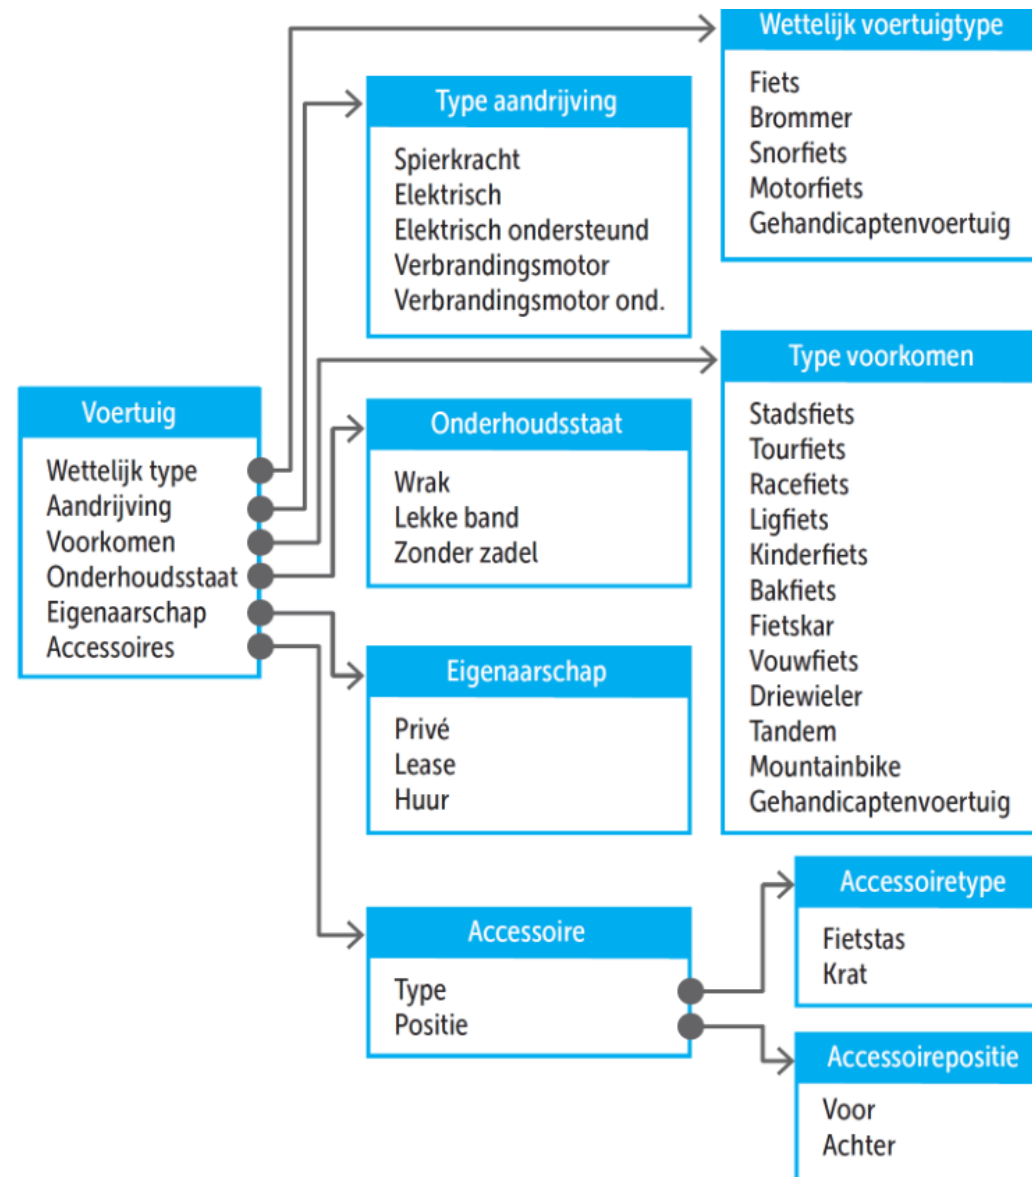 Wettelijk voertuigtype
Fiets
Brommer
Snorfiets
Motorfiets
Gehandicaptenvoertuig
Type aandrijving
Spierkracht
Elektrisch
Elektrisch ondersteund
Verbrandingsmotor
Verbrandingsmotor ond.
Type voorkomen
Stadsfiets
Tourfiets
Racefiets
Ligfiets
Kinderfiets
Bakfiets
Fietskar
Vouwfiets
Driewieler
Tandem
Mountainbike
Gehandicaptenvoertuig
Voertuig
Wettelijk type
Aandrijving
Voorkomen
Onderhoudsstaat
Eigenaarschap
Accessoires
Onderhoudsstaat
Wrak
Lekke band
Zonder zadel
Eigenaarschap
Privé
Lease
Huur
Accessoire
Type
Positie
Accessoiretype
Fietstas
Krat
Accessoirepositie
Voor
Achter